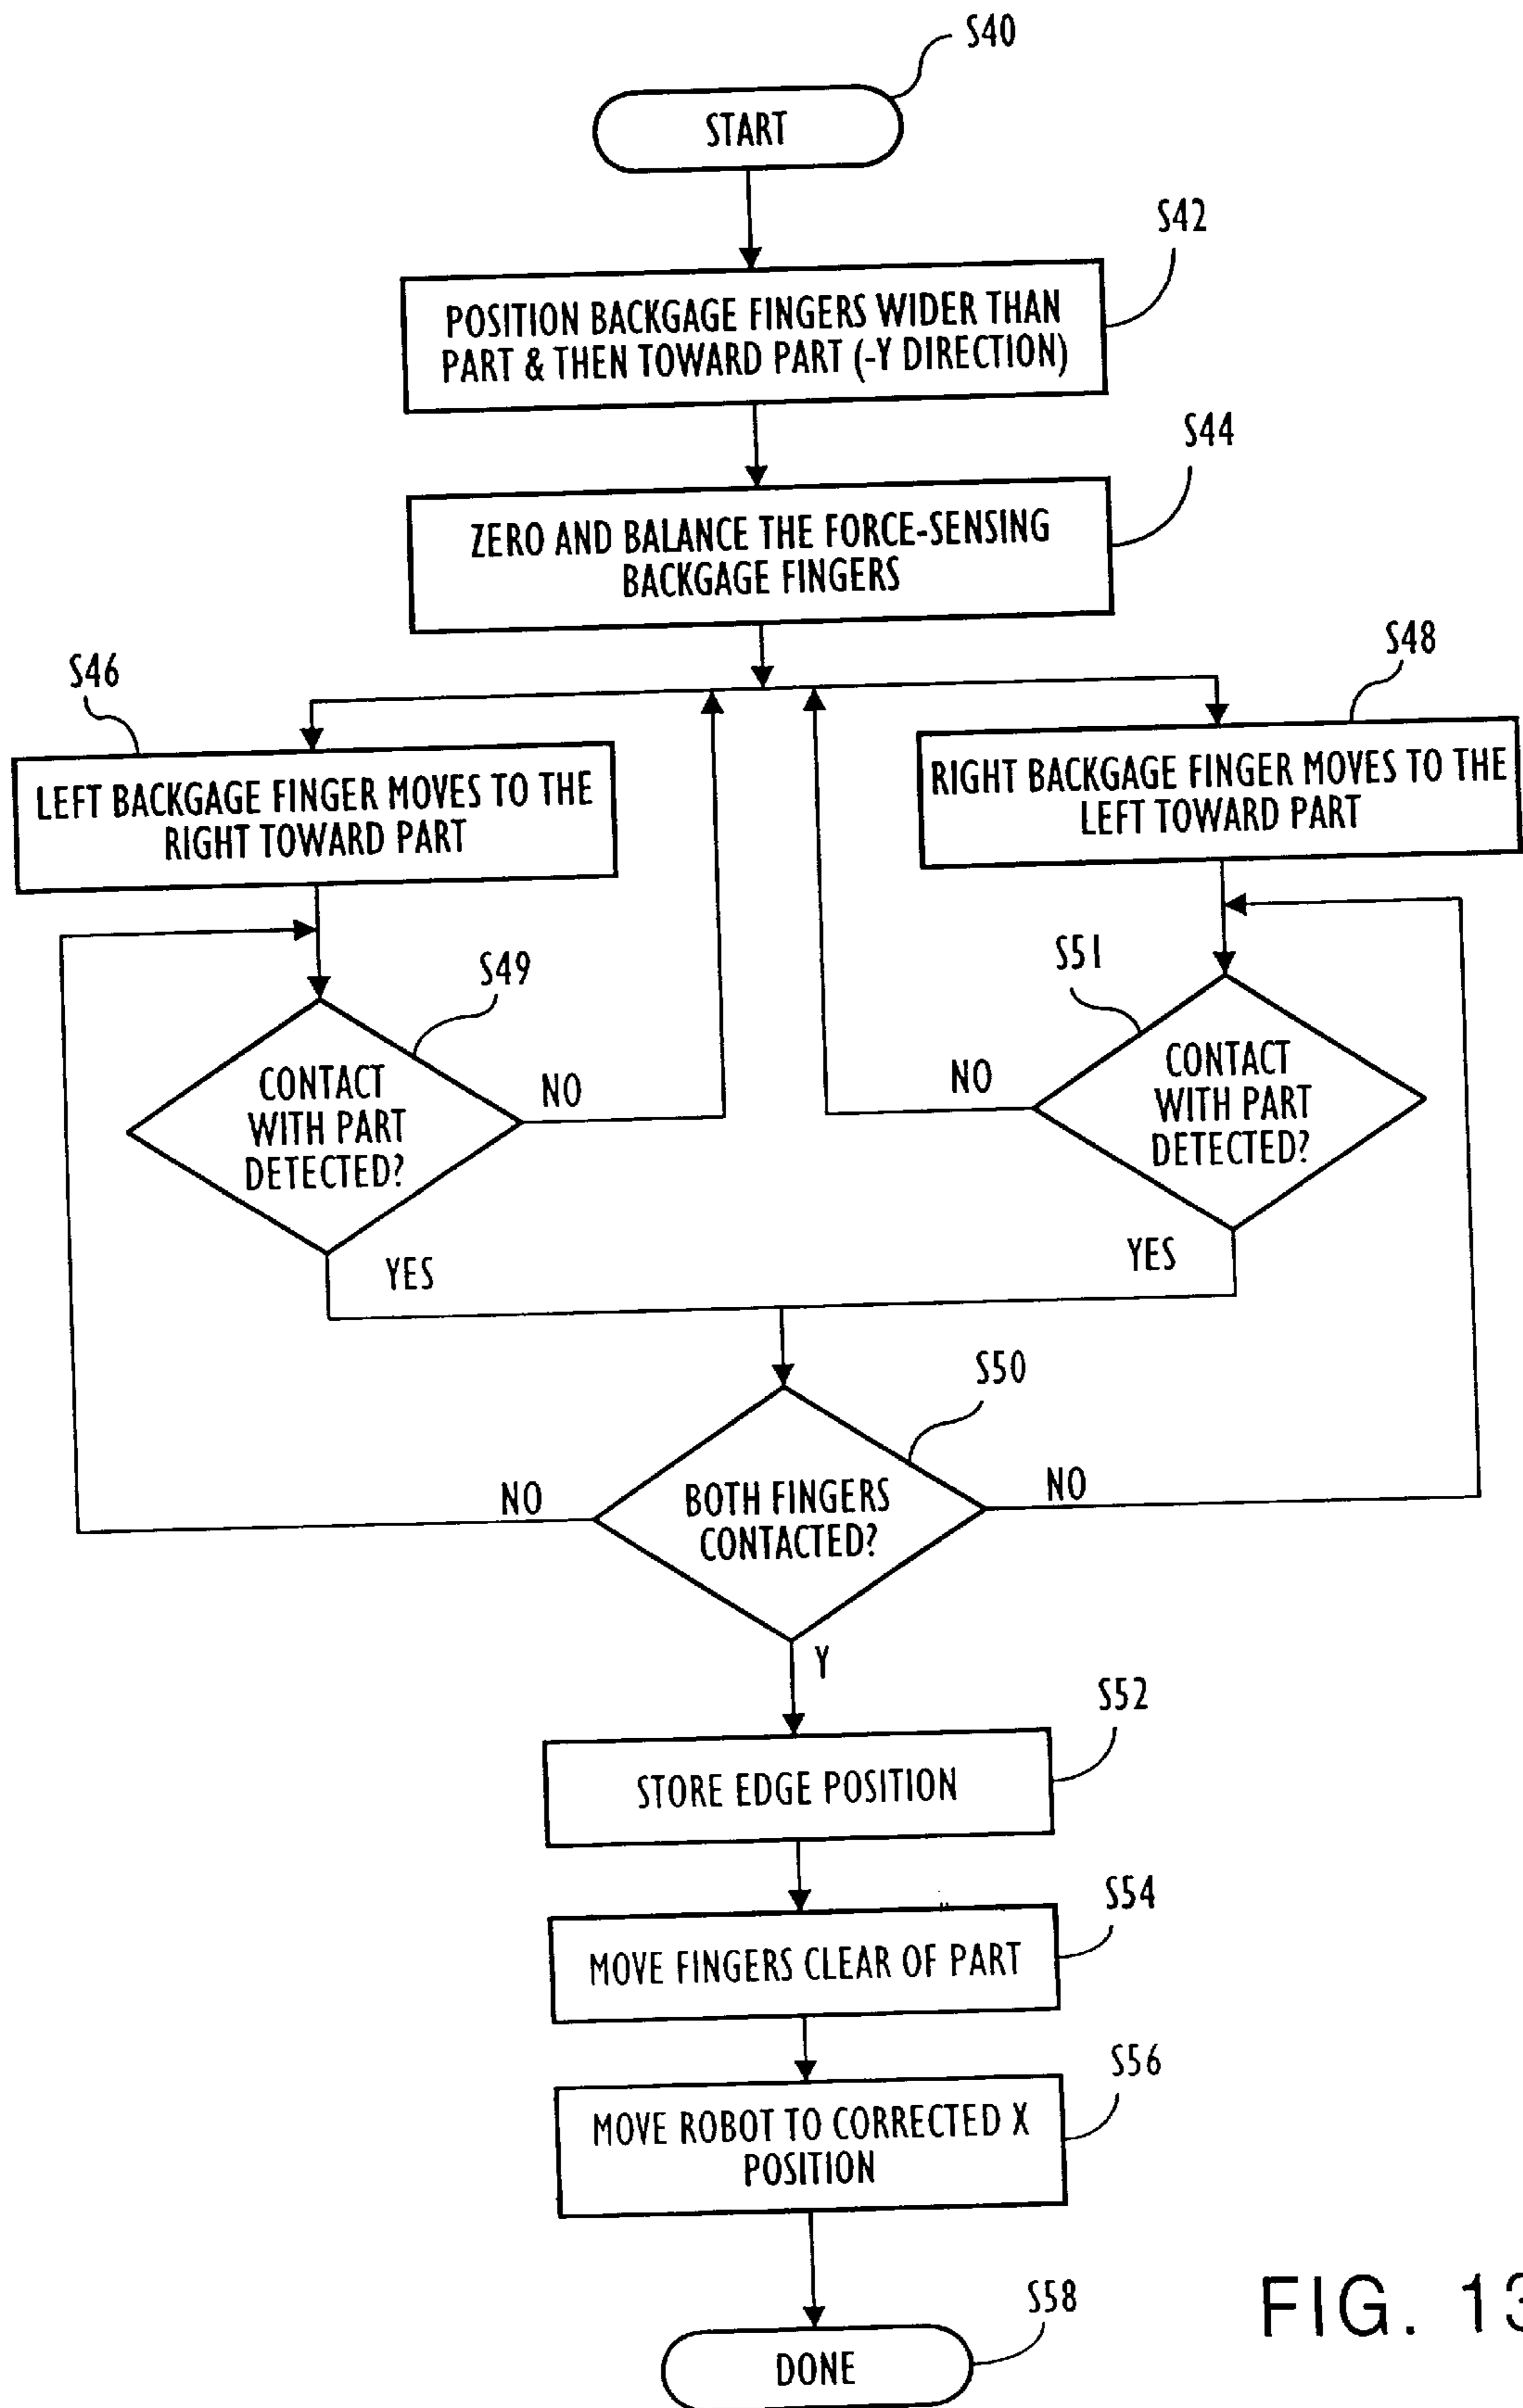 S40
START
S42
POSITION BACKGAGE FINGERS WIDER THAN
PART & THEN TOWARD PART (-Y DIRECTION)
S44
ZERO AND BALANCE THE FORCE-SENSING
BACKGAGE FINGERS
S46
LEFT BACKGAGE FINGER MOVES TO THE
RIGHT TOWARD PART
S48
RIGHT BACKGAGE FINGER MOVES TO THE
LEFT TOWARD PART
S49
CONTACT
WITH PART
DETECTED?
NO
YES
S51
CONTACT
WITH PART
DETECTED?
NO
YES
S50
BOTH FINGERS
CONTACTED?
NO
NO
Y
S52
STORE EDGE POSITION
S54
MOVE FINGERS CLEAR OF PART
S56
MOVE ROBOT TO CORRECTED X
POSITION
S58
DONE
FIG. 13